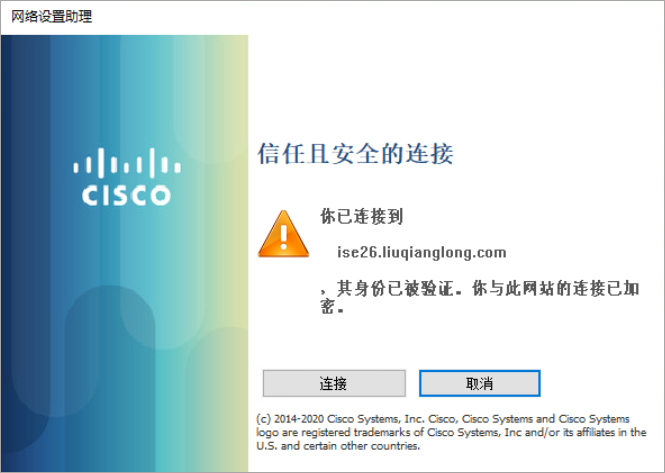 网络设置助理
CISCO
信任且安全的连接
你已连接到
ise26.liuqianglong.com
，其身份已被验证。你与此网站的连接已加
密。
连接
取消
(c) 2014-2020 Cisco Systems, Inc. Cisco, Cisco Systems and Cisco Systems
logo are registered trademarks of Cisco Systems, Inc and/or its affiliates in the
U.S. and certain other countries.